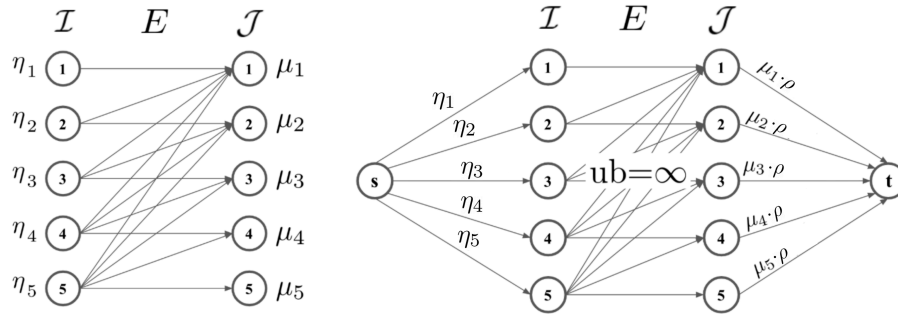 I E J I E J
η1 1 1 μ1 1 1 μ1·ρ
η1
η2 2 2 μ2 η2 2 2 μ2·ρ
η3 3 3 μ3 s η3 3 ub=∞ 3 μ3·ρ t
η4 4 4 μ4 η4 4 4 μ4·ρ
η5 5 5 μ5 η5 5 5 μ5·ρ